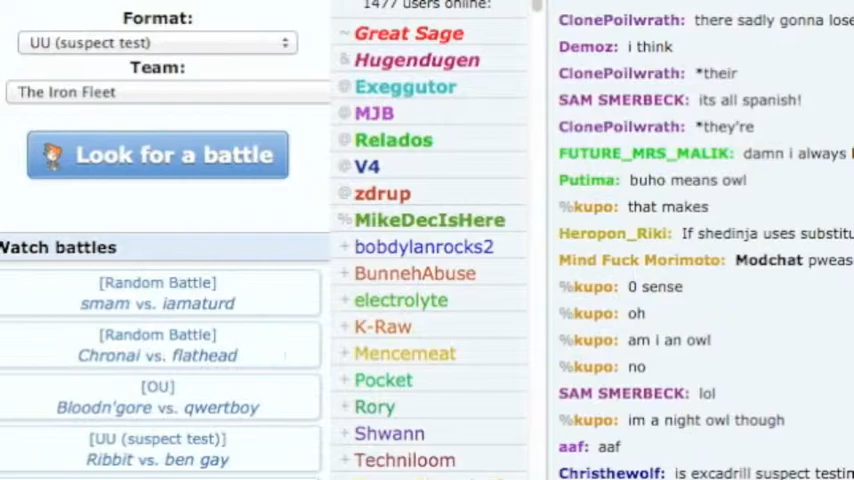 Format:
UU (suspect test)
Team:
The Iron Fleet
Look for a battle
Watch battles
[Random Battle]
smam vs. iamaturd
[Random Battle]
Chronai vs. flathead
[OU]
Bloodn'gore vs. qwertboy
[UU (suspect test)]
Ribbit vs. ben gay
1477 users online:
~ Great Sage
& Hugendugen
@ Exeggutor
@ MJB
@ Relados
@ V4
@ zdrup
% MikeDecIsHere
+ bobdylanrocks2
+ BunnehAbuse
+ electrolyte
+ K-Raw
+ Mencemeat
+ Pocket
+ Rory
+ Shwann
+ Techniloom
ClonePoilwrath: there sadly gonna lose
Demoz: i think
ClonePoilwrath: *their
SAM SMERBECK: its all spanish!
ClonePoilwrath: *they're
FUTURE_MRS_MALIK: damn i always
Putima: buho means owl
%kupo: that makes
Heropon_Riki: If shedinja uses substitu
Mind Fuck Morimoto: Modchat pweas
%kupo: 0 sense
%kupo: oh
%kupo: am i an owl
%kupo: no
SAM SMERBECK: lol
%kupo: im a night owl though
aaf: aaf
Christhewolf: is excadrill suspect testin